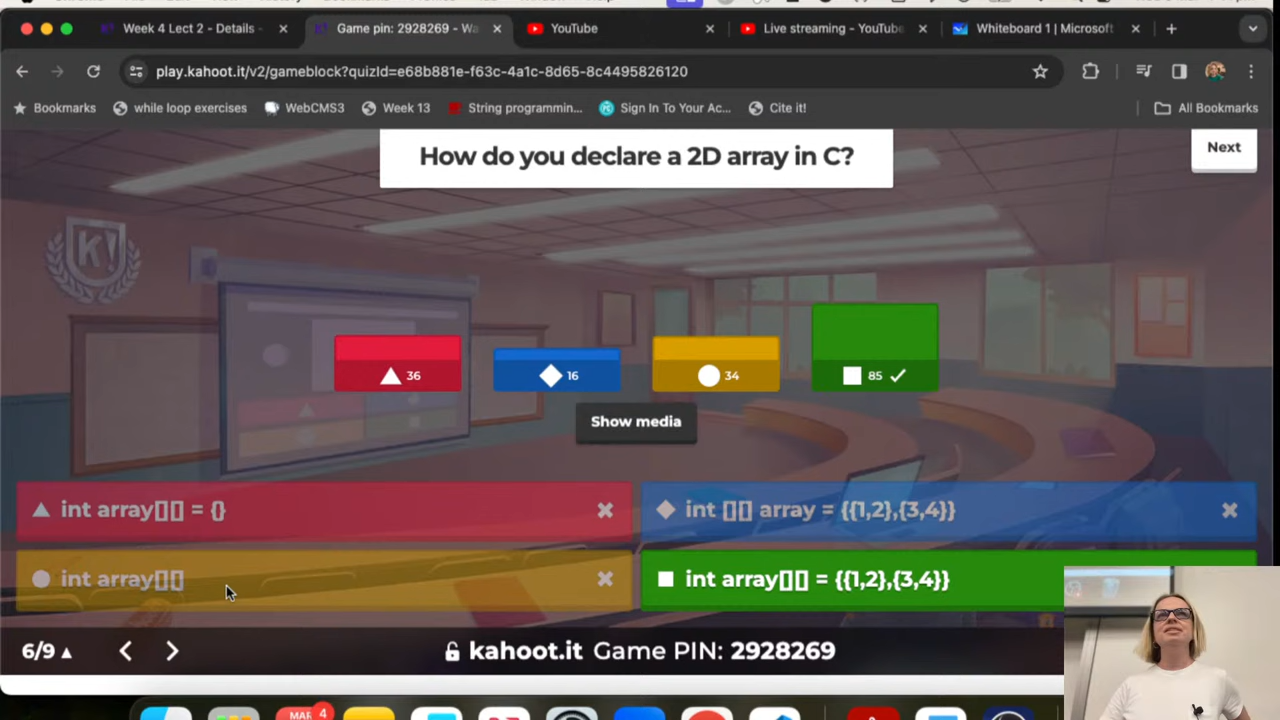 Week 4 Lect 2 - Details -
Game pin: 2928269 - Wa
YouTube
Live streaming - YouTube
Whiteboard 1 | Microsoft
play.kahoot.it/v2/gameblock?quizId=e68b881e-f63c-4a1c-8d65-8c4495826120
Bookmarks
while loop exercises
WebCMS3
Week 13
String programmin...
Sign In To Your Ac...
Cite it!
All Bookmarks
How do you declare a 2D array in C?
Next
K!
36
16
34
85
Show media
int array[][] = {}
int [][] array = {{1,2},{3,4}}
int array[][]
int array[][] = {{1,2},{3,4}}
6/9
kahoot.it Game PIN: 2928269
MAR
4